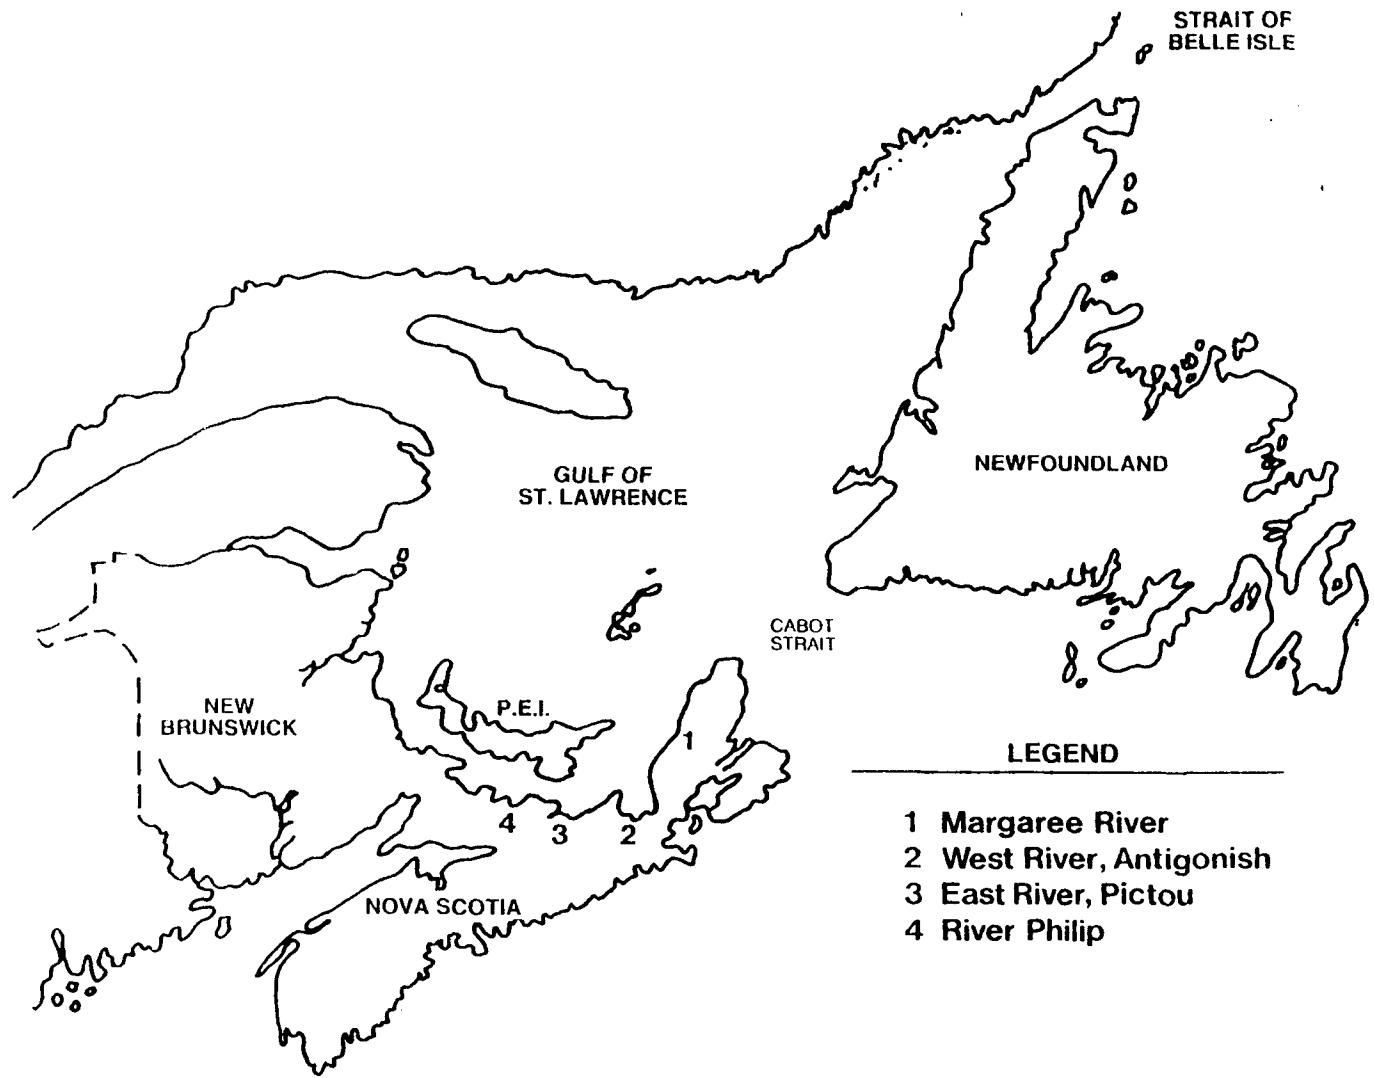 STRAIT OF
BELLE ISLE
GULF OF
ST. LAWRENCE
NEWFOUNDLAND
CABOT
STRAIT
NEW
BRUNSWICK
P.E.I.
1
4
3
2
NOVA SCOTIA
LEGEND
1 Margaree River
2 West River, Antigonish
3 East River, Pictou
4 River Philip